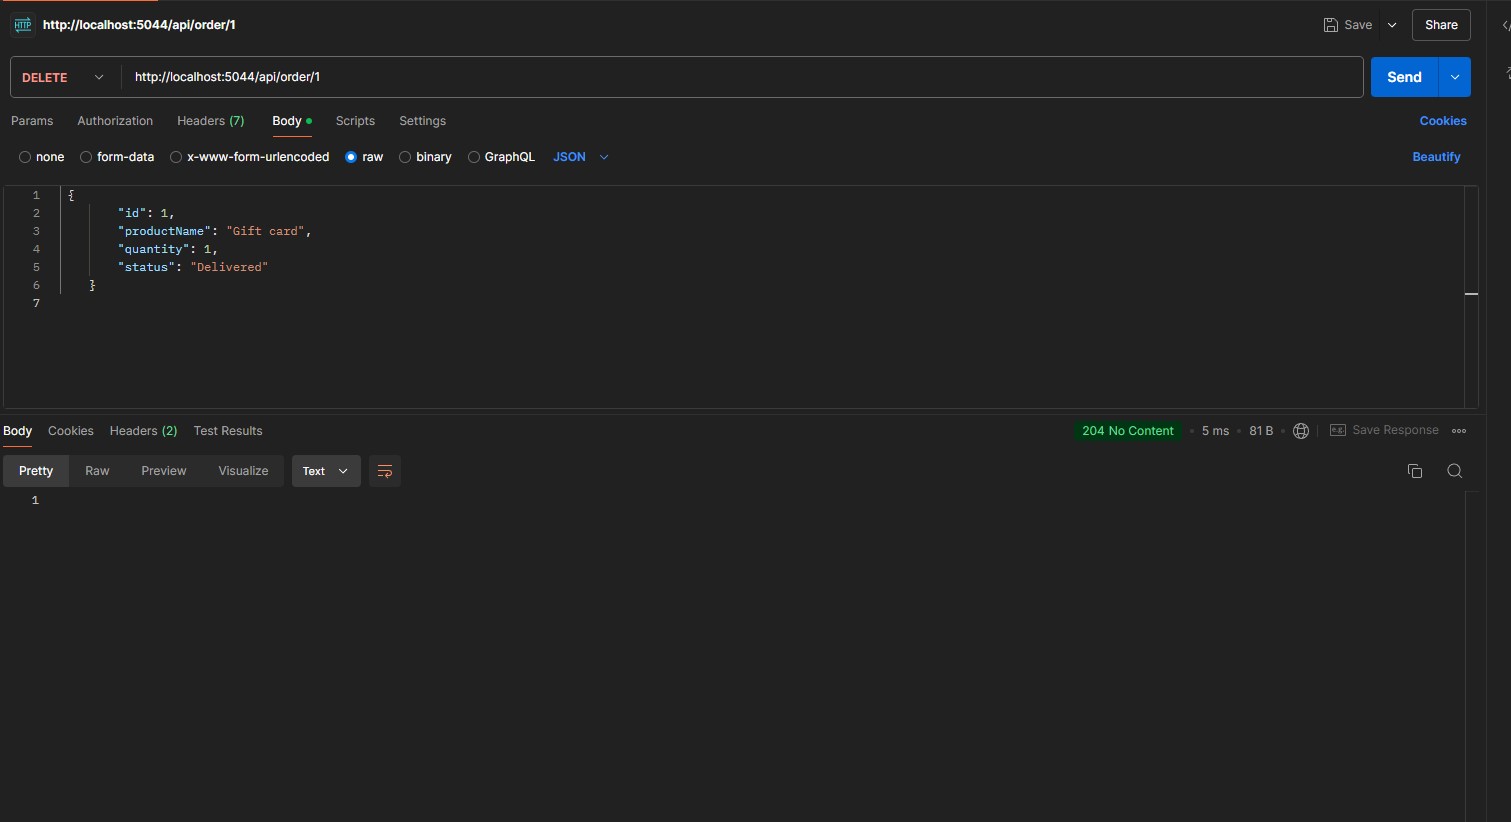 HTTP http://localhost:5044/api/order/1 Save Share
DELETE http://localhost:5044/api/order/1 Send
Params Authorization Headers (7) Body Scripts Settings Cookies
none form-data x-www-form-urlencoded raw binary GraphQL JSON Beautify
1 {
2 "id": 1,
3 "productName": "Gift card",
4 "quantity": 1,
5 "status": "Delivered"
6 }
7
Body Cookies Headers (2) Test Results 204 No Content 5 ms 81 B Save Response
Pretty Raw Preview Visualize Text
1